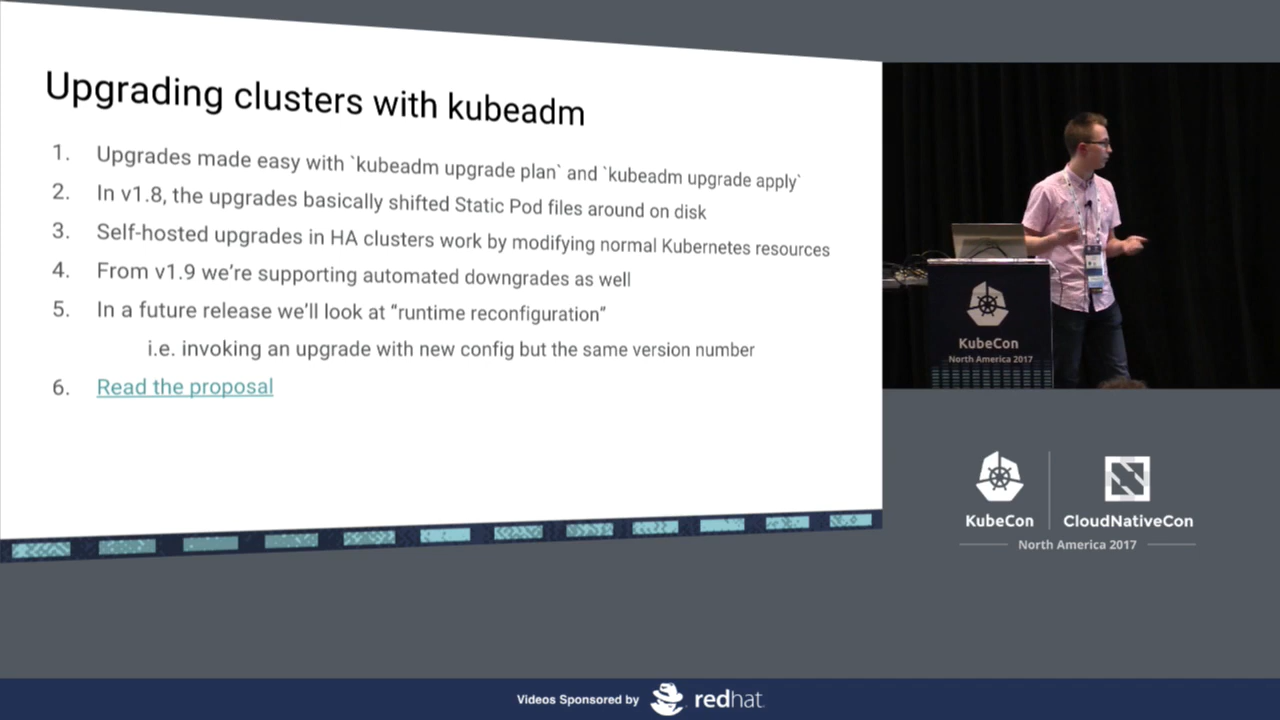 Upgrading clusters with kubeadm
1. Upgrades made easy with `kubeadm upgrade plan` and `kubeadm upgrade apply`
2. In v1.8, the upgrades basically shifted Static Pod files around on disk
3. Self-hosted upgrades in HA clusters work by modifying normal Kubernetes resources
4. From v1.9 we’re supporting automated downgrades as well
5. In a future release we’ll look at “runtime reconfiguration”
i.e. invoking an upgrade with new config but the same version number
6. Read the proposal
KubeCon
North America 2017
KubeCon
CloudNativeCon
North America 2017
Videos Sponsored by
redhat